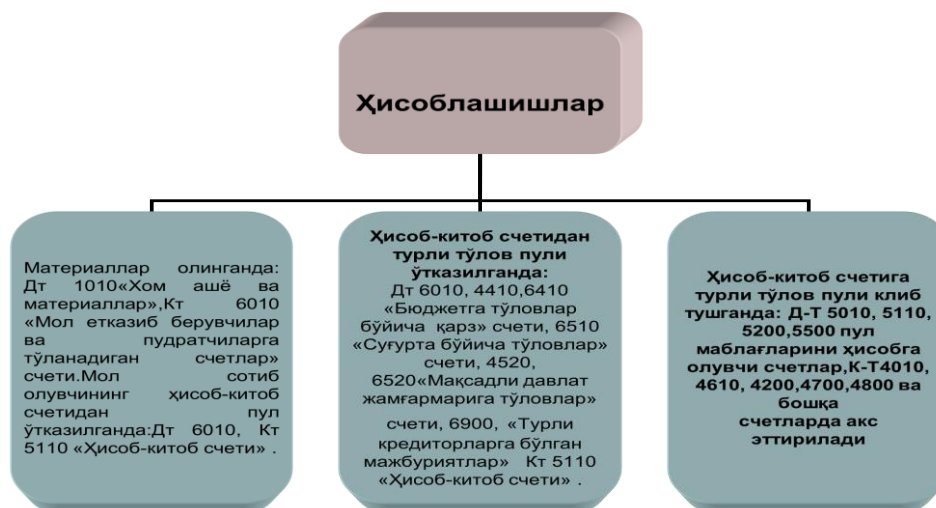 Ҳисоблашишлар
Материаллар олинганда:
Дт 1010«Хом ашё ва
материаллар»,Кт 6010
«Мол етказиб берувчилар
ва пудратчиларга
тўланадиган счетлар»
счети.Мол сотиб
олувчининг ҳисоб-китоб
счетидан пул
ўтказилганда:Дт 6010, Кт
5110 «Ҳисоб-китоб счети» .
Ҳисоб-китоб счетидан
турли тўлов пули
ўтказилганда:
Дт 6010, 4410,6410
«Бюджетга тўловлар
бўйича қарз» счети, 6510
«Суғурта бўйича тўловлар»
счети, 4520,
6520«Мақсадли давлат
жамғармарига тўловлар»
счети, 6900, «Турли
кредиторларга бўлган
мажбуриятлар» Кт 5110
«Ҳисоб-китоб счети» .
Ҳисоб-китоб счетига
турли тўлов пули клиб
тушганда: Д-Т 5010, 5110,
5200,5500 пул
маблағларини ҳисобга
олувчи счетлар,К-Т4010,
4610, 4200,4700,4800 ва
бошқа
счетларда акс
эттирилади